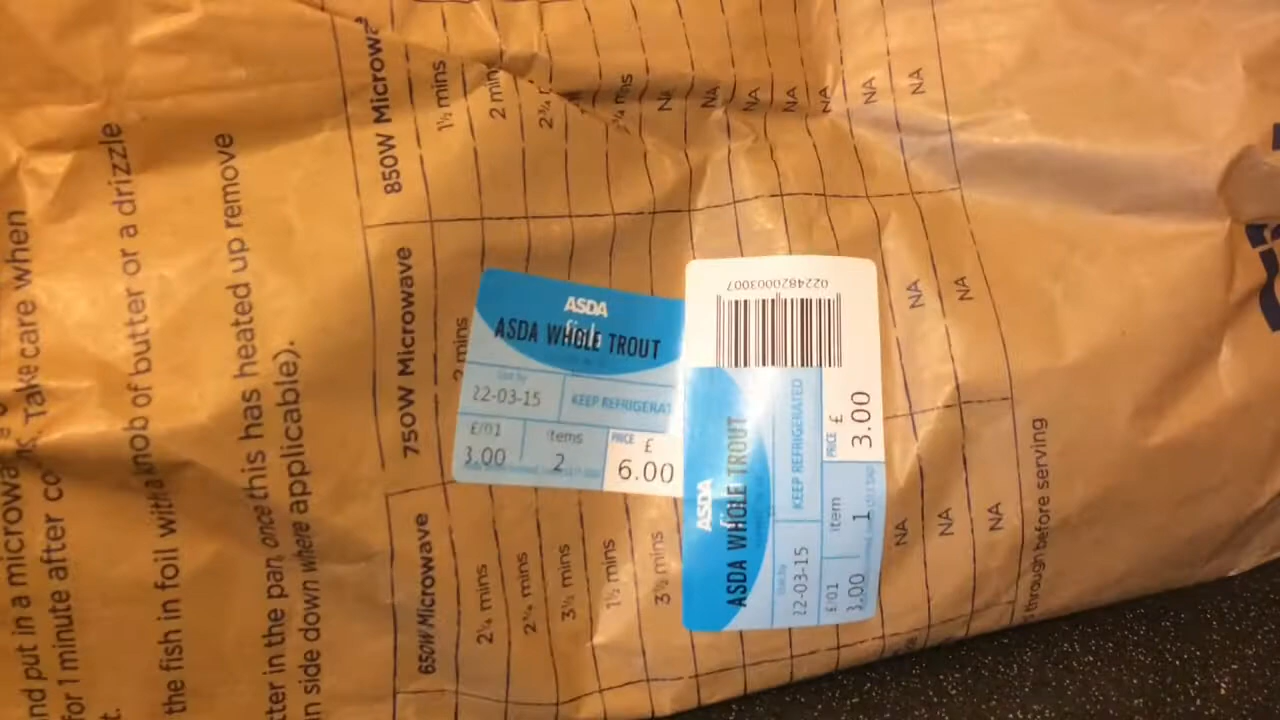 nd put in a microwa
Take care when
for 1 minute after co
t.
the fish in foil with a knob of butter or a drizzle
tter in the pan, once this has heated up remove
n side down where applicable).
650W Microwave
750W Microwave
850W Microwave
2¼ mins
2 mins
1½ mins
2¼ mins
2 min
3¼ mins
2¾
1½ mins
3½ mins
¼ mins
NA
NA
NA
NA
NA
NA
NA
NA
NA
NA
NA
NA
through before serving
ASDA
ASDA WHOLE TROUT
Use by
22-03-15
KEEP REFRIGERAT
£/01
3.00
items
2
PRICE £
6.00
0224820003007
ASDA
ASDA WHOLE TROUT
Use by
22-03-15
KEEP REFRIGERATED
£/01
3.00
item
1
PRICE £
3.00